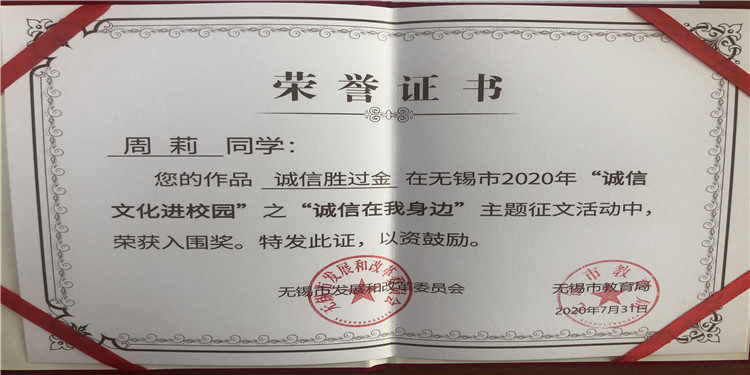 荣誉证书
周莉 同学：
您的作品 诚信胜过金 在无锡市2020年“诚信
文化进校园”之“诚信在我身边”主题征文活动中，
荣获入围奖。特发此证，以资鼓励。
无锡市发展和改革委员会 无锡市教育局
2020年7月31日